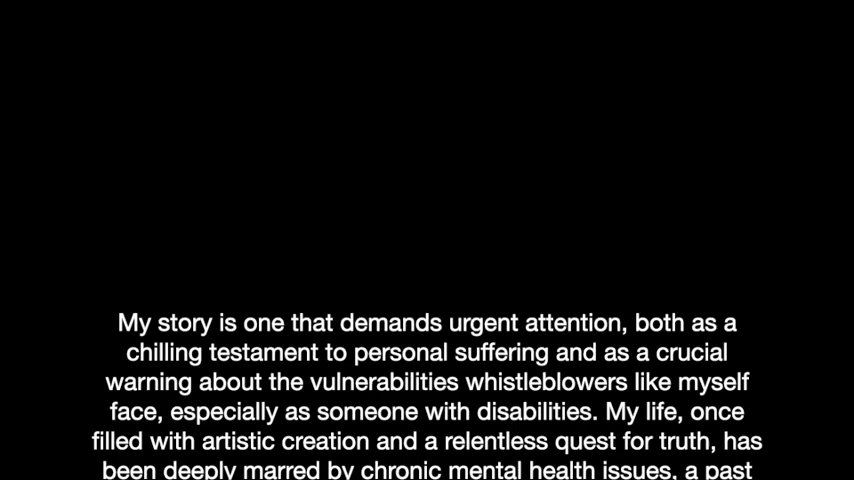 My story is one that demands urgent attention, both as a
chilling testament to personal suffering and as a crucial
warning about the vulnerabilities whistleblowers like myself
face, especially as someone with disabilities. My life, once
filled with artistic creation and a relentless quest for truth, has
been deeply marred by chronic mental health issues, a past